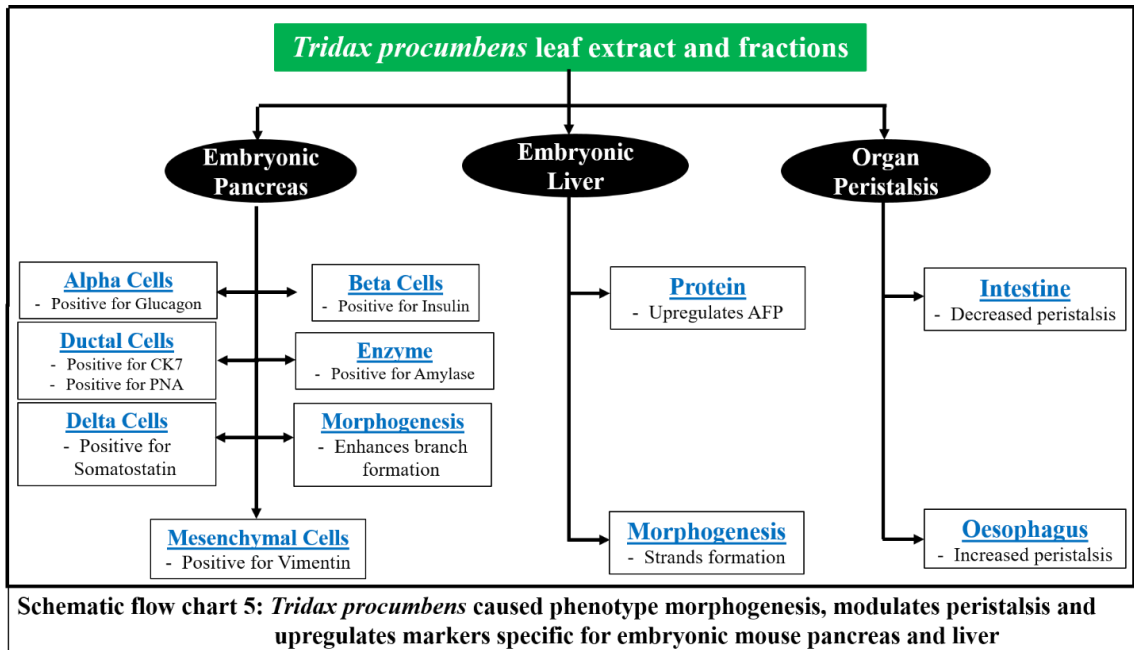 Tridax procumbens leaf extract and fractions
Embryonic
Pancreas
Embryonic
Liver
Organ
Peristalsis
Alpha Cells
- Positive for Glucagon
Beta Cells
- Positive for Insulin
Ductal Cells
- Positive for CK7
- Positive for PNA
Enzyme
- Positive for Amylase
Delta Cells
- Positive for
Somatostatin
Morphogenesis
- Enhances branch
formation
Mesenchymal Cells
- Positive for Vimentin
Protein
- Upregulates AFP
Morphogenesis
- Strands formation
Intestine
- Decreased peristalsis
Oesophagus
- Increased peristalsis
Schematic flow chart 5: Tridax procumbens caused phenotype morphogenesis, modulates peristalsis and
upregulates markers specific for embryonic mouse pancreas and liver